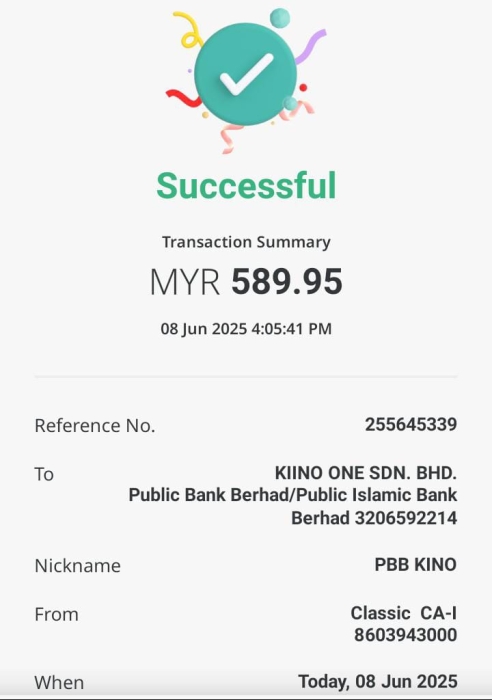 Successful
Transaction Summary
MYR 589.95
08 Jun 2025 4:05:41 PM
Reference No. 255645339
To KIINO ONE SDN. BHD.
Public Bank Berhad/Public Islamic Bank
Berhad 3206592214
Nickname PBB KINO
From Classic CA-I
8603943000
When Today, 08 Jun 2025